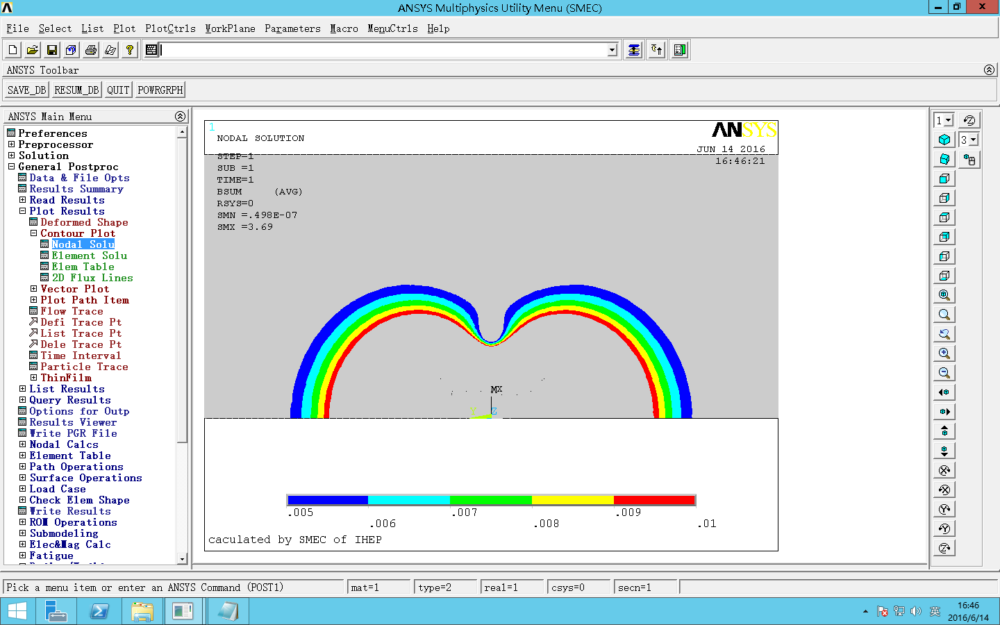 ANSYS Multiphysics Utility Menu (SMEC)
File Select List Plot PlotCtrls WorkPlane Parameters Macro MenuCtrls Help
ANSYS Toolbar
SAVE_DB RESUM_DB QUIT POWRGRPH
ANSYS Main Menu
Preferences
Preprocessor
Solution
General Postproc
Data & File Opts
Results Summary
Read Results
Plot Results
Deformed Shape
Contour Plot
Nodal Solu
Element Solu
Elem Table
2D Flux Lines
Vector Plot
Plot Path Item
Flow Trace
Defi Trace Pt
List Trace Pt
Dele Trace Pt
Time Interval
Particle Trace
ThinFilm
List Results
Query Results
Options for Outp
Results Viewer
Write PGR File
Nodal Calcs
Element Table
Path Operations
Surface Operations
Load Case
Check Elem Shape
Write Results
ROM Operations
Submodeling
Elec&Mag Calc
Fatigue
1
NODAL SOLUTION
STEP=1
SUB =1
TIME=1
BSUM (AVG)
RSYS=0
SMN =.498E-07
SMX =3.69
ANSYS
JUN 14 2016
16:46:21
MX
Y Z
.005 .007 .009
.006 .008 .01
caculated by SMEC of IHEP
1
3
Pick a menu item or enter an ANSYS Command (POST1) mat=1 type=2 real=1 csys=0 secn=1
英
16:46
2016/6/14